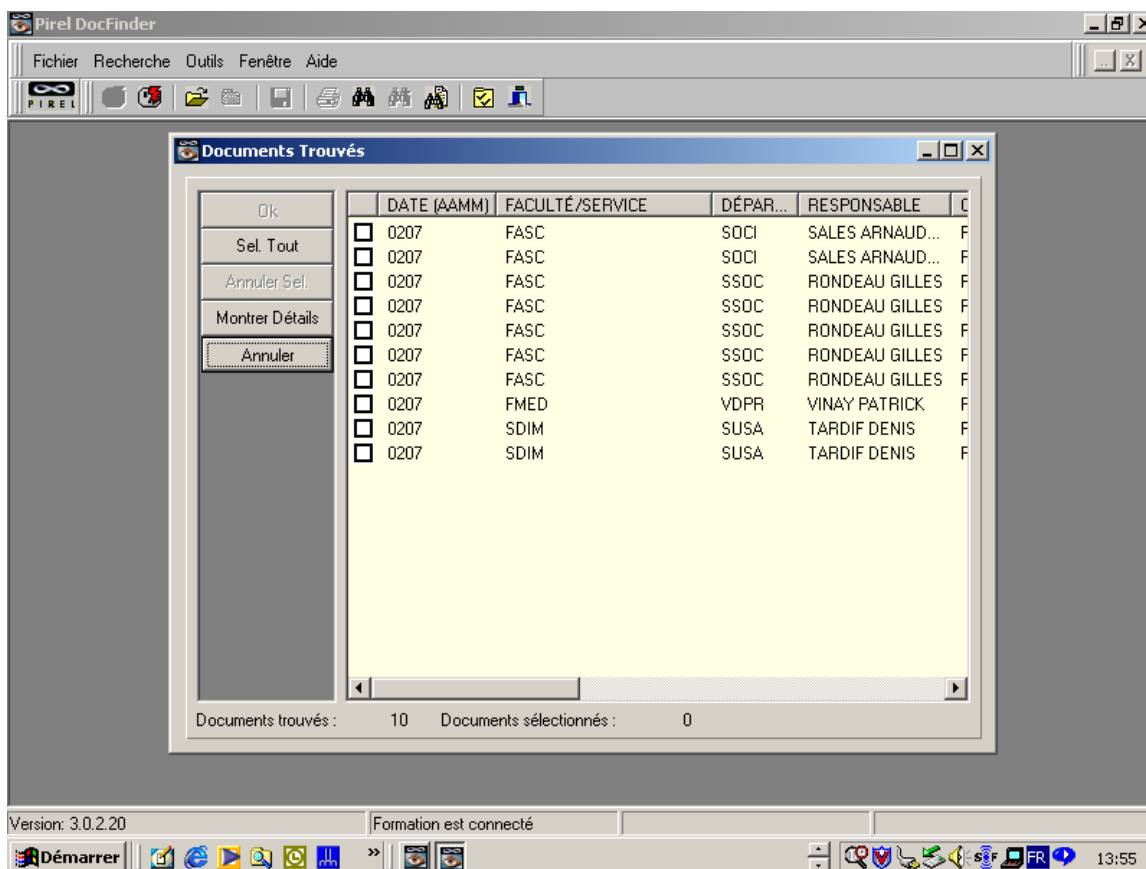 Pirel DocFinder
Fichier Recherche Outils Fenêtre Aide
PIREL
Documents Trouvés
Ok
Sel. Tout
Annuler Sel.
Montrer Détails
Annuler
DATE (AAMM) FACULTÉ/SERVICE DÉPAR... RESPONSABLE
0207 FASC SOCI SALES ARNAUD... F
0207 FASC SOCI SALES ARNAUD... F
0207 FASC SSOC RONDEAU GILLES F
0207 FASC SSOC RONDEAU GILLES F
0207 FASC SSOC RONDEAU GILLES F
0207 FASC SSOC RONDEAU GILLES F
0207 FASC SSOC RONDEAU GILLES F
0207 FMED VDPR VINAY PATRICK F
0207 SDIM SUSA TARDIF DENIS F
0207 SDIM SUSA TARDIF DENIS F
Documents trouvés : 10 Documents sélectionnés : 0
Version: 3.0.2.20 Formation est connecté
Démarrer » FR 13:55